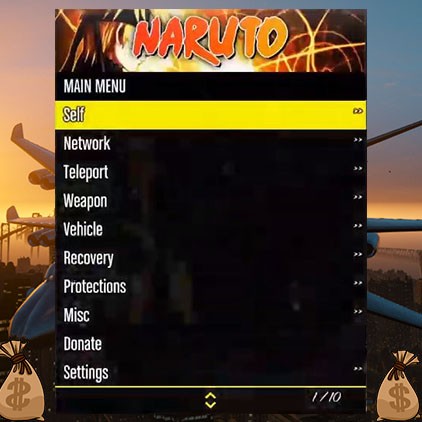 NARUTO
MAIN MENU
Self >>
Network >>
Teleport >>
Weapon >>
Vehicle >>
Recovery >>
Protections >>
Misc >>
Donate
Settings >>
1/10
$ $